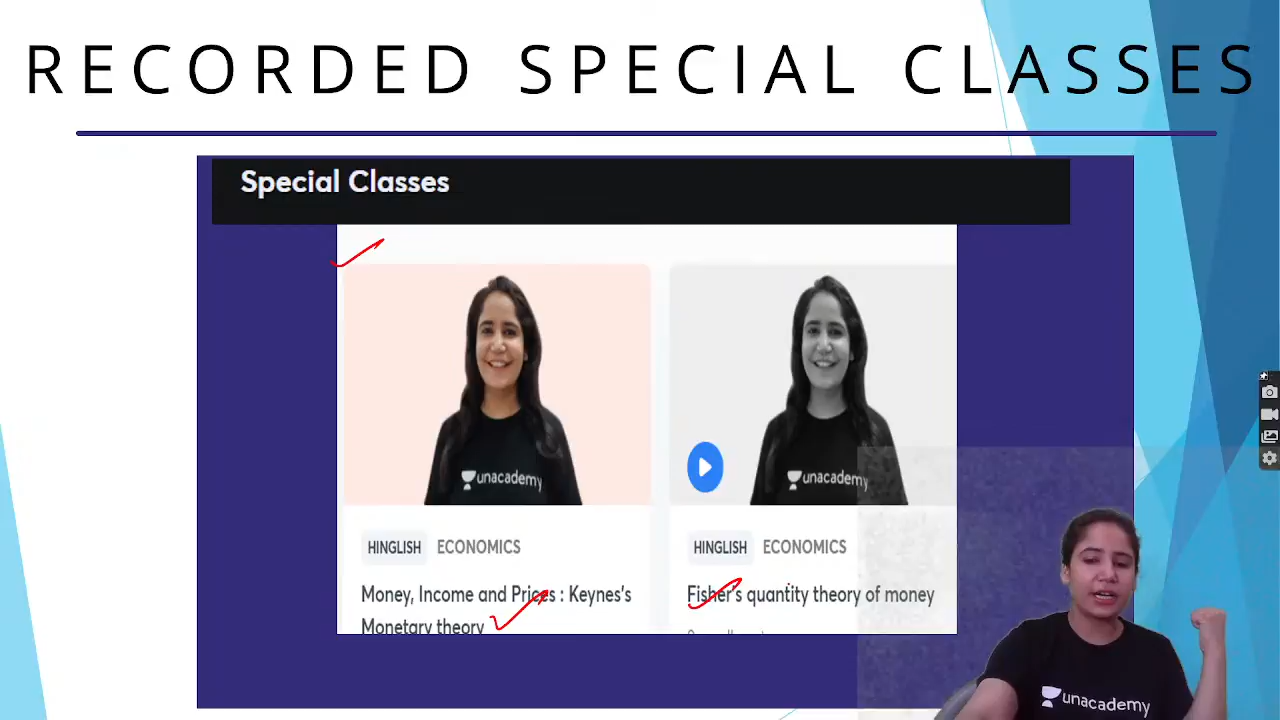 RECORDED SPECIAL CLASSES
Special Classes
unacademy
unacademy
HINGLISH ECONOMICS
HINGLISH ECONOMICS
Money, Income and Prices : Keynes's
Monetary theory
Fisher's quantity theory of money
unacademy